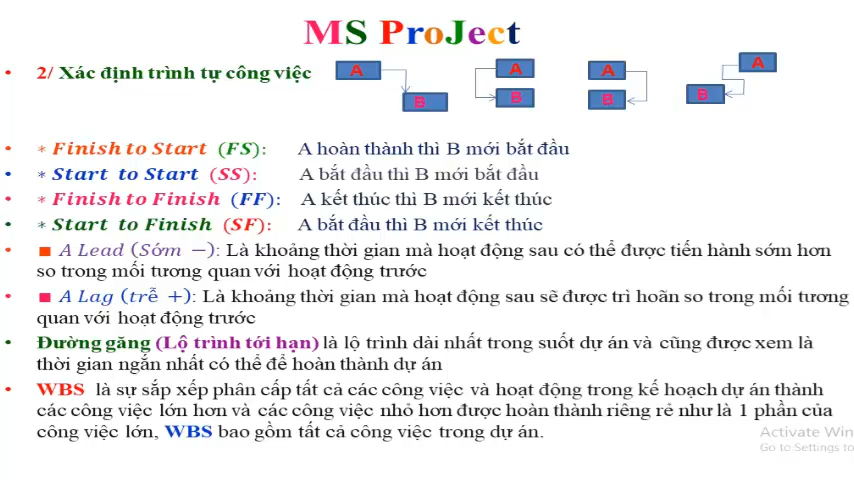 MS ProJect
• 2/ Xác định trình tự công việc
A
B
A
B
A
B
A
B
• * Finish to Start (FS): A hoàn thành thì B mới bắt đầu
• * Start to Start (SS): A bắt đầu thì B mới bắt đầu
• * Finish to Finish (FF): A kết thúc thì B mới kết thúc
• * Start to Finish (SF): A bắt đầu thì B mới kết thúc
• ■ A Lead (Sớm −): Là khoảng thời gian mà hoạt động sau có thể được tiến hành sớm hơn
so trong mối tương quan với hoạt động trước
• ■ A Lag (trễ +): Là khoảng thời gian mà hoạt động sau sẽ được trì hoãn so trong mối tương
quan với hoạt động trước
• Đường găng (Lộ trình tới hạn) là lộ trình dài nhất trong suốt dự án và cũng được xem là
thời gian ngắn nhất có thể để hoàn thành dự án
• WBS là sự sắp xếp phân cấp tất cả các công việc và hoạt động trong kế hoạch dự án thành
các công việc lớn hơn và các công việc nhỏ hơn được hoàn thành riêng rẽ như là 1 phần của
công việc lớn, WBS bao gồm tất cả công việc trong dự án.
Activate Win
Go to Settings to